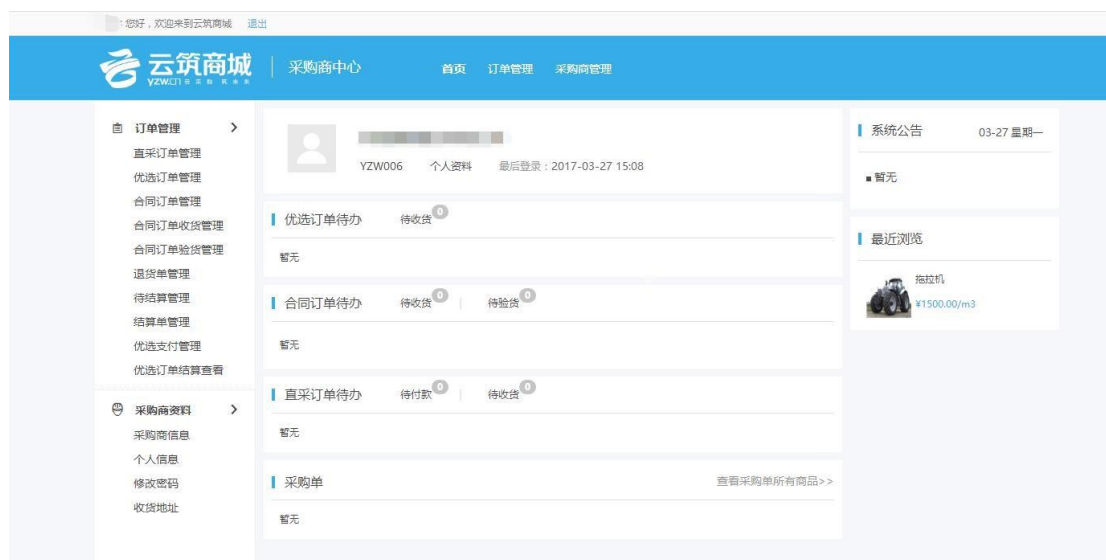 ：您好，欢迎来到云筑商城 退出
云筑商城 采购商中心 首页 订单管理 采购商管理
yzw.cn
订单管理 >
直采订单管理
优选订单管理
合同订单管理
合同订单收货管理
合同订单验货管理
退货单管理
待结算管理
结算单管理
优选支付管理
优选订单结算查看
采购商资料 >
采购商信息
个人信息
修改密码
收货地址
YZW006 个人资料 最后登录：2017-03-27 15:08
优选订单待办 待收货 0
暂无
合同订单待办 待收货 0 | 待验货 0
暂无
直采订单待办 待付款 0 | 待收货 0
暂无
采购单 查看采购单所有商品>>
暂无
系统公告 03-27 星期一
■ 暂无
最近浏览
拖拉机
¥1500.00/m3